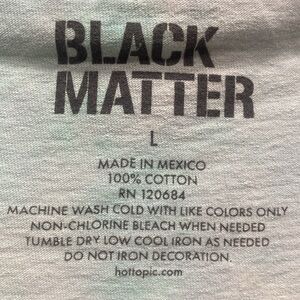 BLACK
MATTER
L
MADE IN MEXICO
100% COTTON
RN 120684
MACHINE WASH COLD WITH LIKE COLORS ONLY
NON-CHLORINE BLEACH WHEN NEEDED
TUMBLE DRY LOW COOL IRON AS NEEDED
DO NOT IRON DECORATION.
hottopic.com